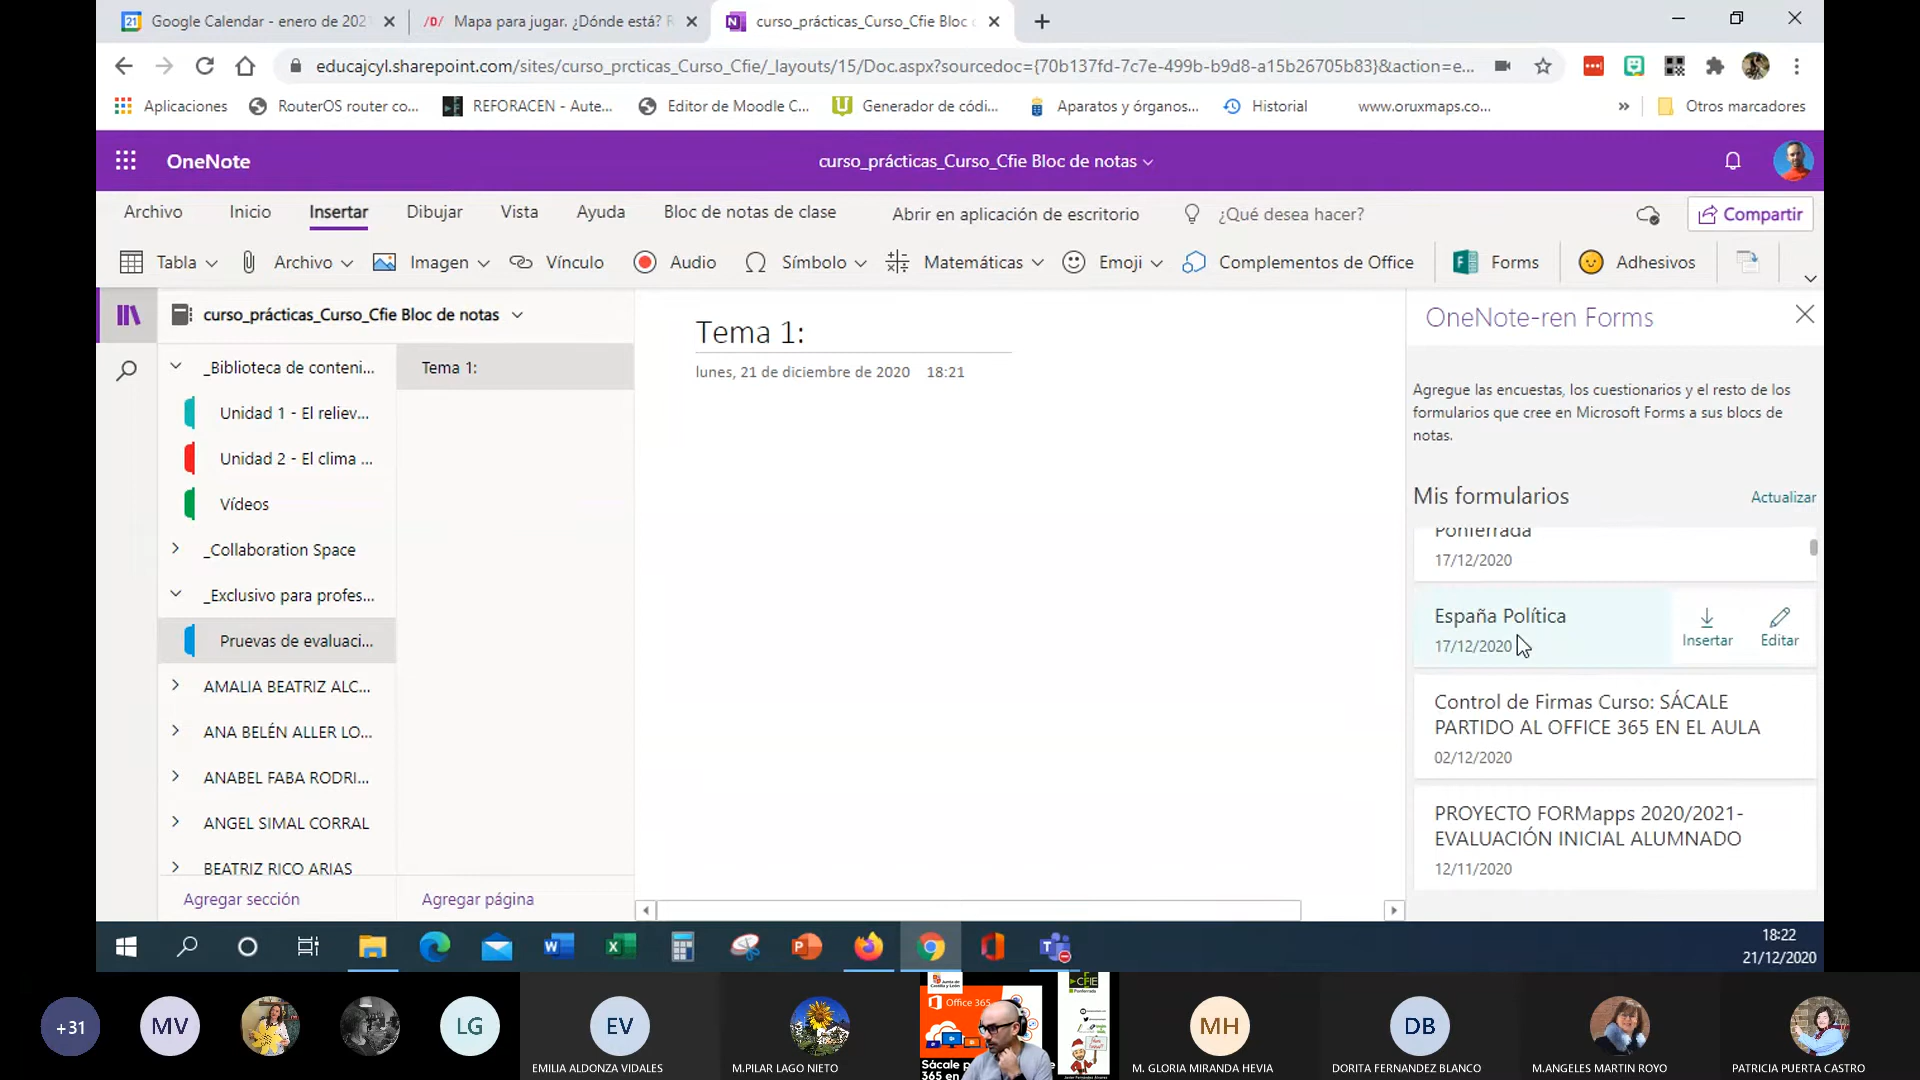 Google Calendar - enero de 202
/D/ Mapa para jugar. ¿Dónde está? R
curso_prácticas_Curso_Cfie Bloc
educajcyl.sharepoint.com/sites/curso_prcticas_Curso_Cfie/_layouts/15/Doc.aspx?sourcedoc={70b137fd-7c7e-499b-b9d8-a15b26705b83}&action=e...
Aplicaciones RouterOS router co... REFORACEN - Aute... Editor de Moodle C... Generador de códi... Aparatos y órganos... Historial www.oruxmaps.co... » Otros marcadores
OneNote
curso_prácticas_Curso_Cfie Bloc de notas
Archivo Inicio Insertar Dibujar Vista Ayuda Bloc de notas de clase Abrir en aplicación de escritorio ¿Qué desea hacer? Compartir
Tabla Archivo Imagen Vínculo Audio Símbolo Matemáticas Emoji Complementos de Office Forms Adhesivos
curso_prácticas_Curso_Cfie Bloc de notas
_Biblioteca de conteni...
Unidad 1 - El reliev...
Unidad 2 - El clima ...
Vídeos
_Collaboration Space
_Exclusivo para profes...
Pruevas de evaluaci...
AMALIA BEATRIZ ALC...
ANA BELÉN ALLER LO...
ANABEL FABA RODRI...
ANGEL SIMAL CORRAL
BEATRIZ RICO ARIAS
Agregar sección
Tema 1:
Agregar página
Tema 1:
lunes, 21 de diciembre de 2020 18:21
OneNote-ren Forms
Agregue las encuestas, los cuestionarios y el resto de los
formularios que cree en Microsoft Forms a sus blocs de
notas.
Mis formularios
Actualizar
Ponferrada
17/12/2020
España Política
17/12/2020
Insertar
Editar
Control de Firmas Curso: SÁCALE
PARTIDO AL OFFICE 365 EN EL AULA
02/12/2020
PROYECTO FORMapps 2020/2021-
EVALUACIÓN INICIAL ALUMNADO
12/11/2020
18:22
21/12/2020
+31
MV
LG
EV
EMILIA ALDONZA VIDALES
M.PILAR LAGO NIETO
Office 365
Sácale p
365 en
CFIE
MH
M. GLORIA MIRANDA HEVIA
DB
DORITA FERNANDEZ BLANCO
M.ANGELES MARTIN ROYO
PATRICIA PUERTA CASTRO